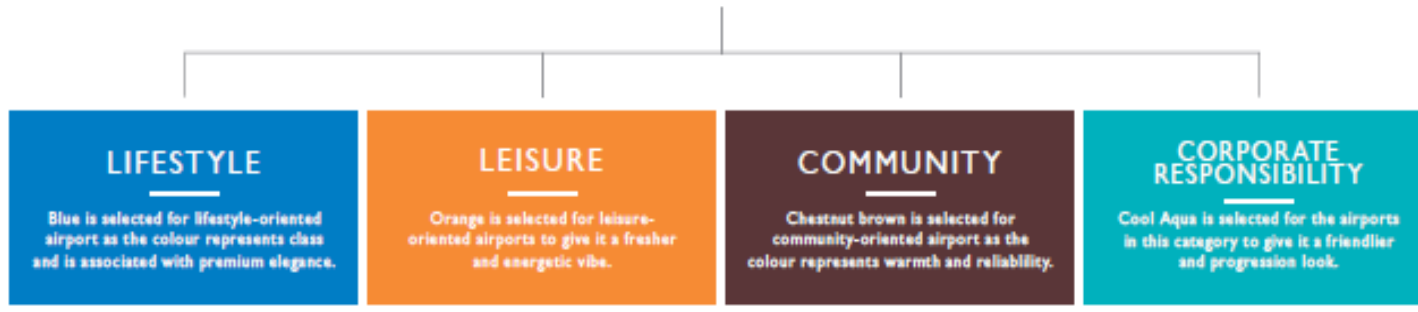 LIFESTYLE
Blue is selected for lifestyle-oriented
airport as the colour represents class
and is associated with premium elegance.
LEISURE
Orange is selected for leisure-
oriented airports to give it a fresher
and energetic vibe.
COMMUNITY
Chestnut brown is selected for
community-oriented airport as the
colour represents warmth and reliablility.
CORPORATE
RESPONSIBILITY
Cool Aqua is selected for the airports
in this category to give it a friendlier
and progression look.